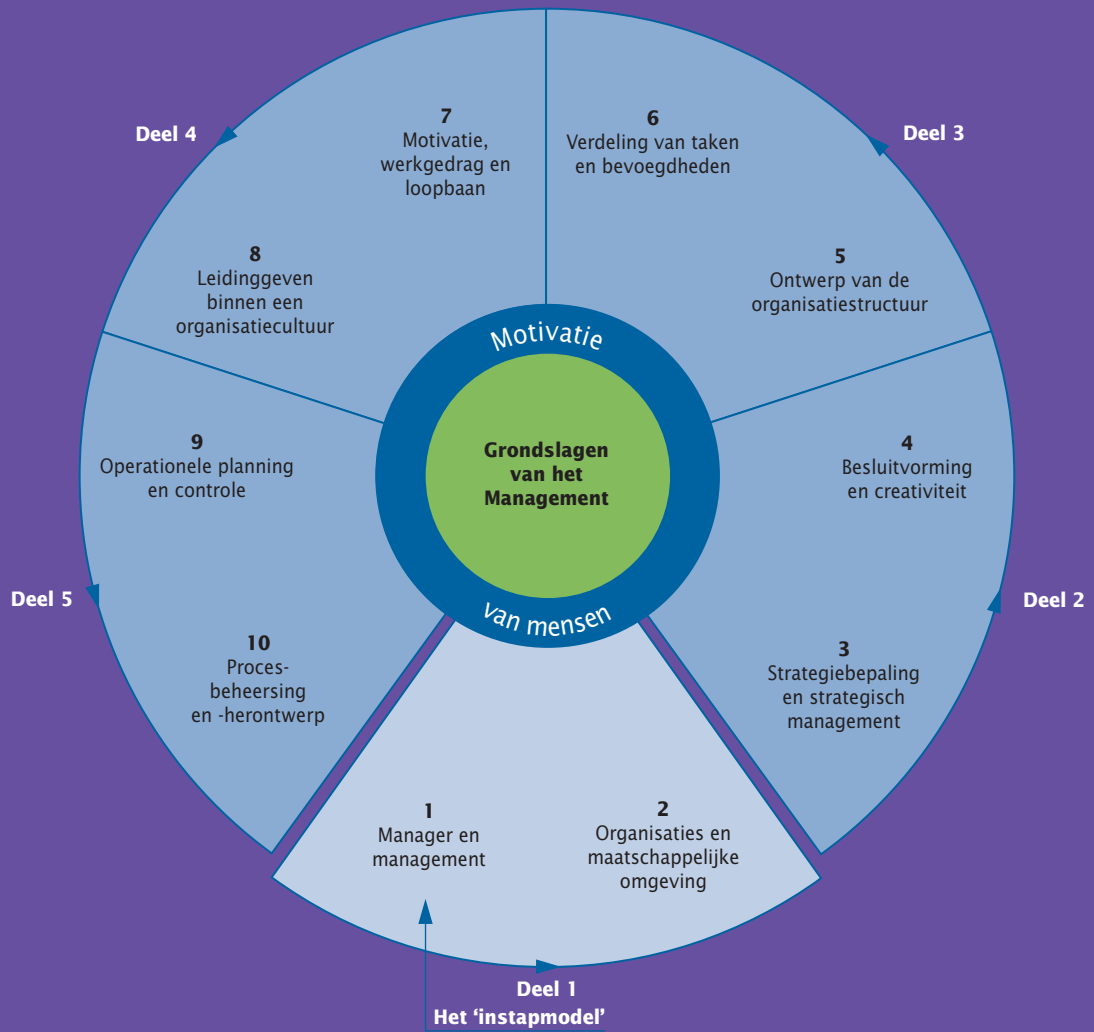 Deel 4
7
Motivatie,
werkgedrag en
loopbaan
6
Verdeling van taken
en bevoegdheden
Deel 3
8
Leidinggeven
binnen een
organisatiecultuur
5
Ontwerp van de
organisatiestructuur
Motivatie
van mensen
Grondslagen
van het
Management
9
Operationele planning
en controle
4
Besluitvorming
en creativiteit
Deel 5
Deel 2
10
Proces-
beheersing
en -herontwerp
3
Strategiebepaling
en strategisch
management
1
Manager en
management
2
Organisaties en
maatschappelijke
omgeving
Deel 1
Het ‘instapmodel’